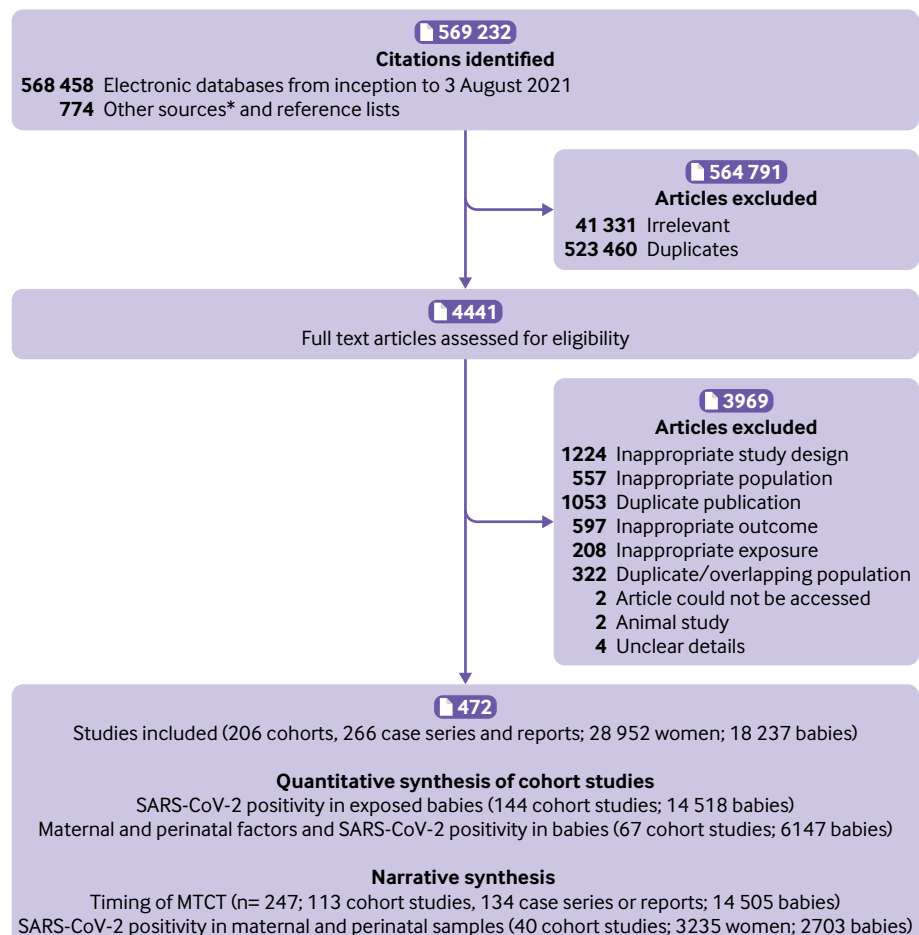 569 232
Citations identified
568 458 Electronic databases from inception to 3 August 2021
774 Other sources* and reference lists
564 791
Articles excluded
41 331 Irrelevant
523 460 Duplicates
4441
Full text articles assessed for eligibility
3969
Articles excluded
1224 Inappropriate study design
557 Inappropriate population
1053 Duplicate publication
597 Inappropriate outcome
208 Inappropriate exposure
322 Duplicate/overlapping population
2 Article could not be accessed
2 Animal study
4 Unclear details
472
Studies included (206 cohorts, 266 case series and reports; 28 952 women; 18 237 babies)
Quantitative synthesis of cohort studies
SARS-CoV-2 positivity in exposed babies (144 cohort studies; 14 518 babies)
Maternal and perinatal factors and SARS-CoV-2 positivity in babies (67 cohort studies; 6147 babies)
Narrative synthesis
Timing of MTCT (n= 247; 113 cohort studies, 134 case series or reports; 14 505 babies)
SARS-CoV-2 positivity in maternal and perinatal samples (40 cohort studies; 3235 women; 2703 babies)